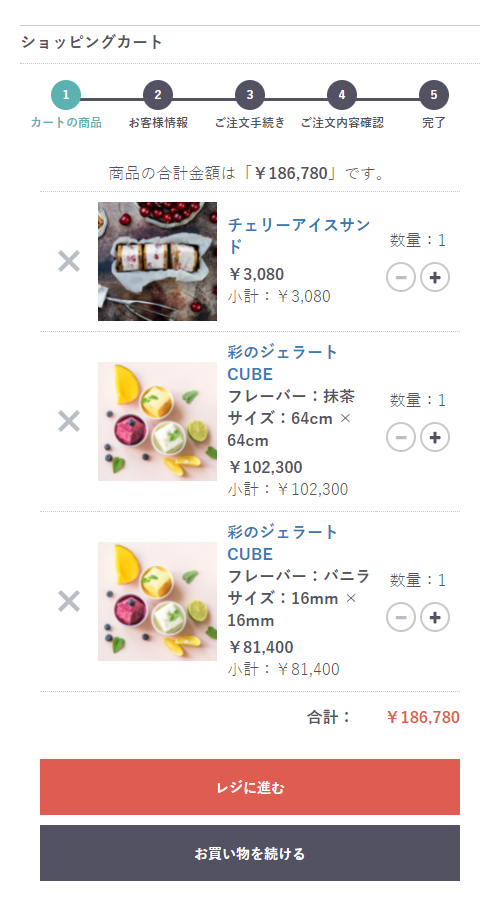 ショッピングカート
1 2 3 4 5
カートの商品 お客様情報 ご注文手続き ご注文内容確認 完了
商品の合計金額は「￥186,780」です。
チェリーアイスサン
ド
￥3,080
小計：￥3,080
数量：1
彩のジェラート
CUBE
フレーバー：抹茶
サイズ：64cm ×
64cm
￥102,300
小計：￥102,300
数量：1
彩のジェラート
CUBE
フレーバー：バニラ
サイズ：16mm ×
16mm
￥81,400
小計：￥81,400
数量：1
合計： ￥186,780
レジに進む
お買い物を続ける